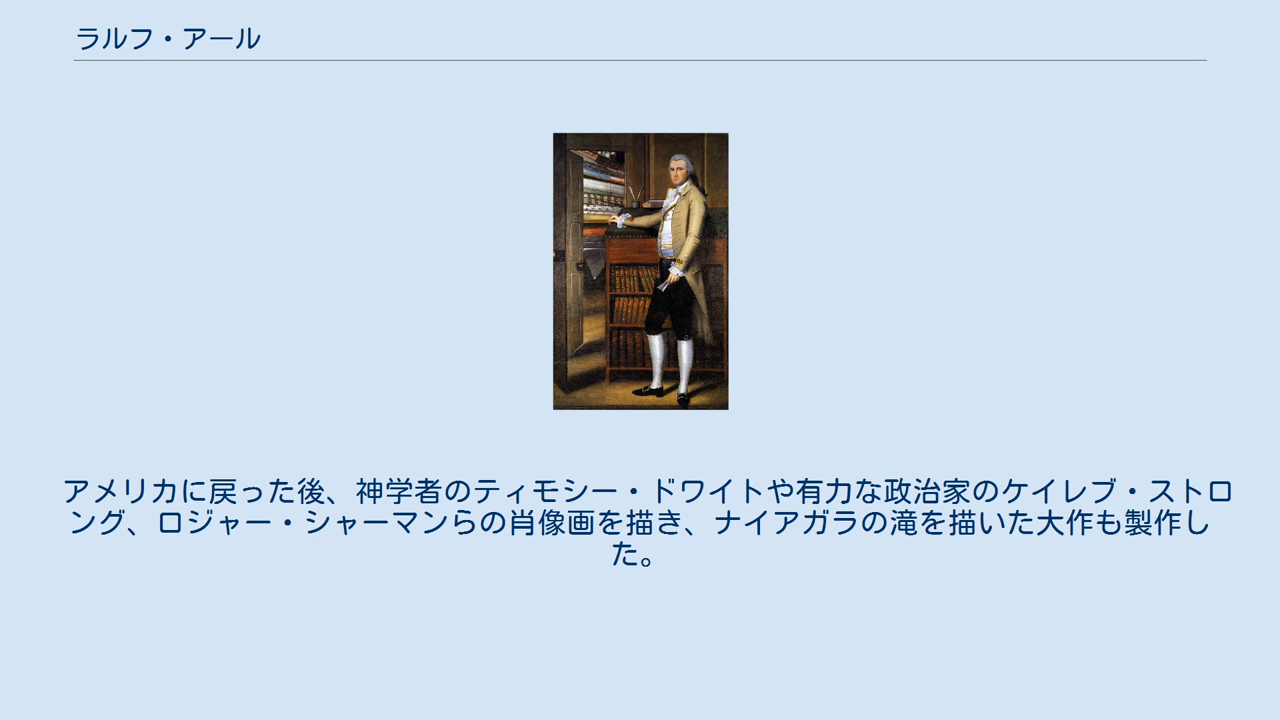 ラルフ・アール
アメリカに戻った後、神学者のティモシー・ドワイトや有力な政治家のケイレブ・ストロ
ング、ロジャー・シャーマンらの肖像画を描き、ナイアガラの滝を描いた大作も製作し
た。